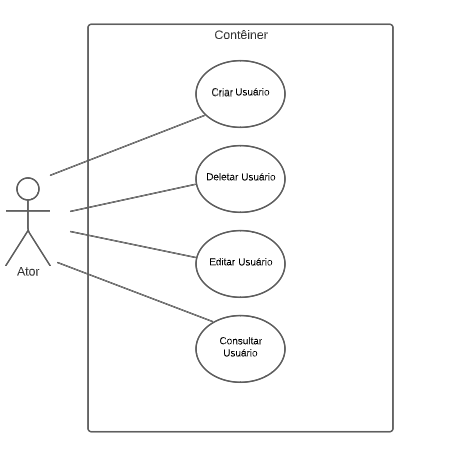 Contêiner
Criar Usuário
Deletar Usuário
Editar Usuário
Ator
Consultar
Usuário